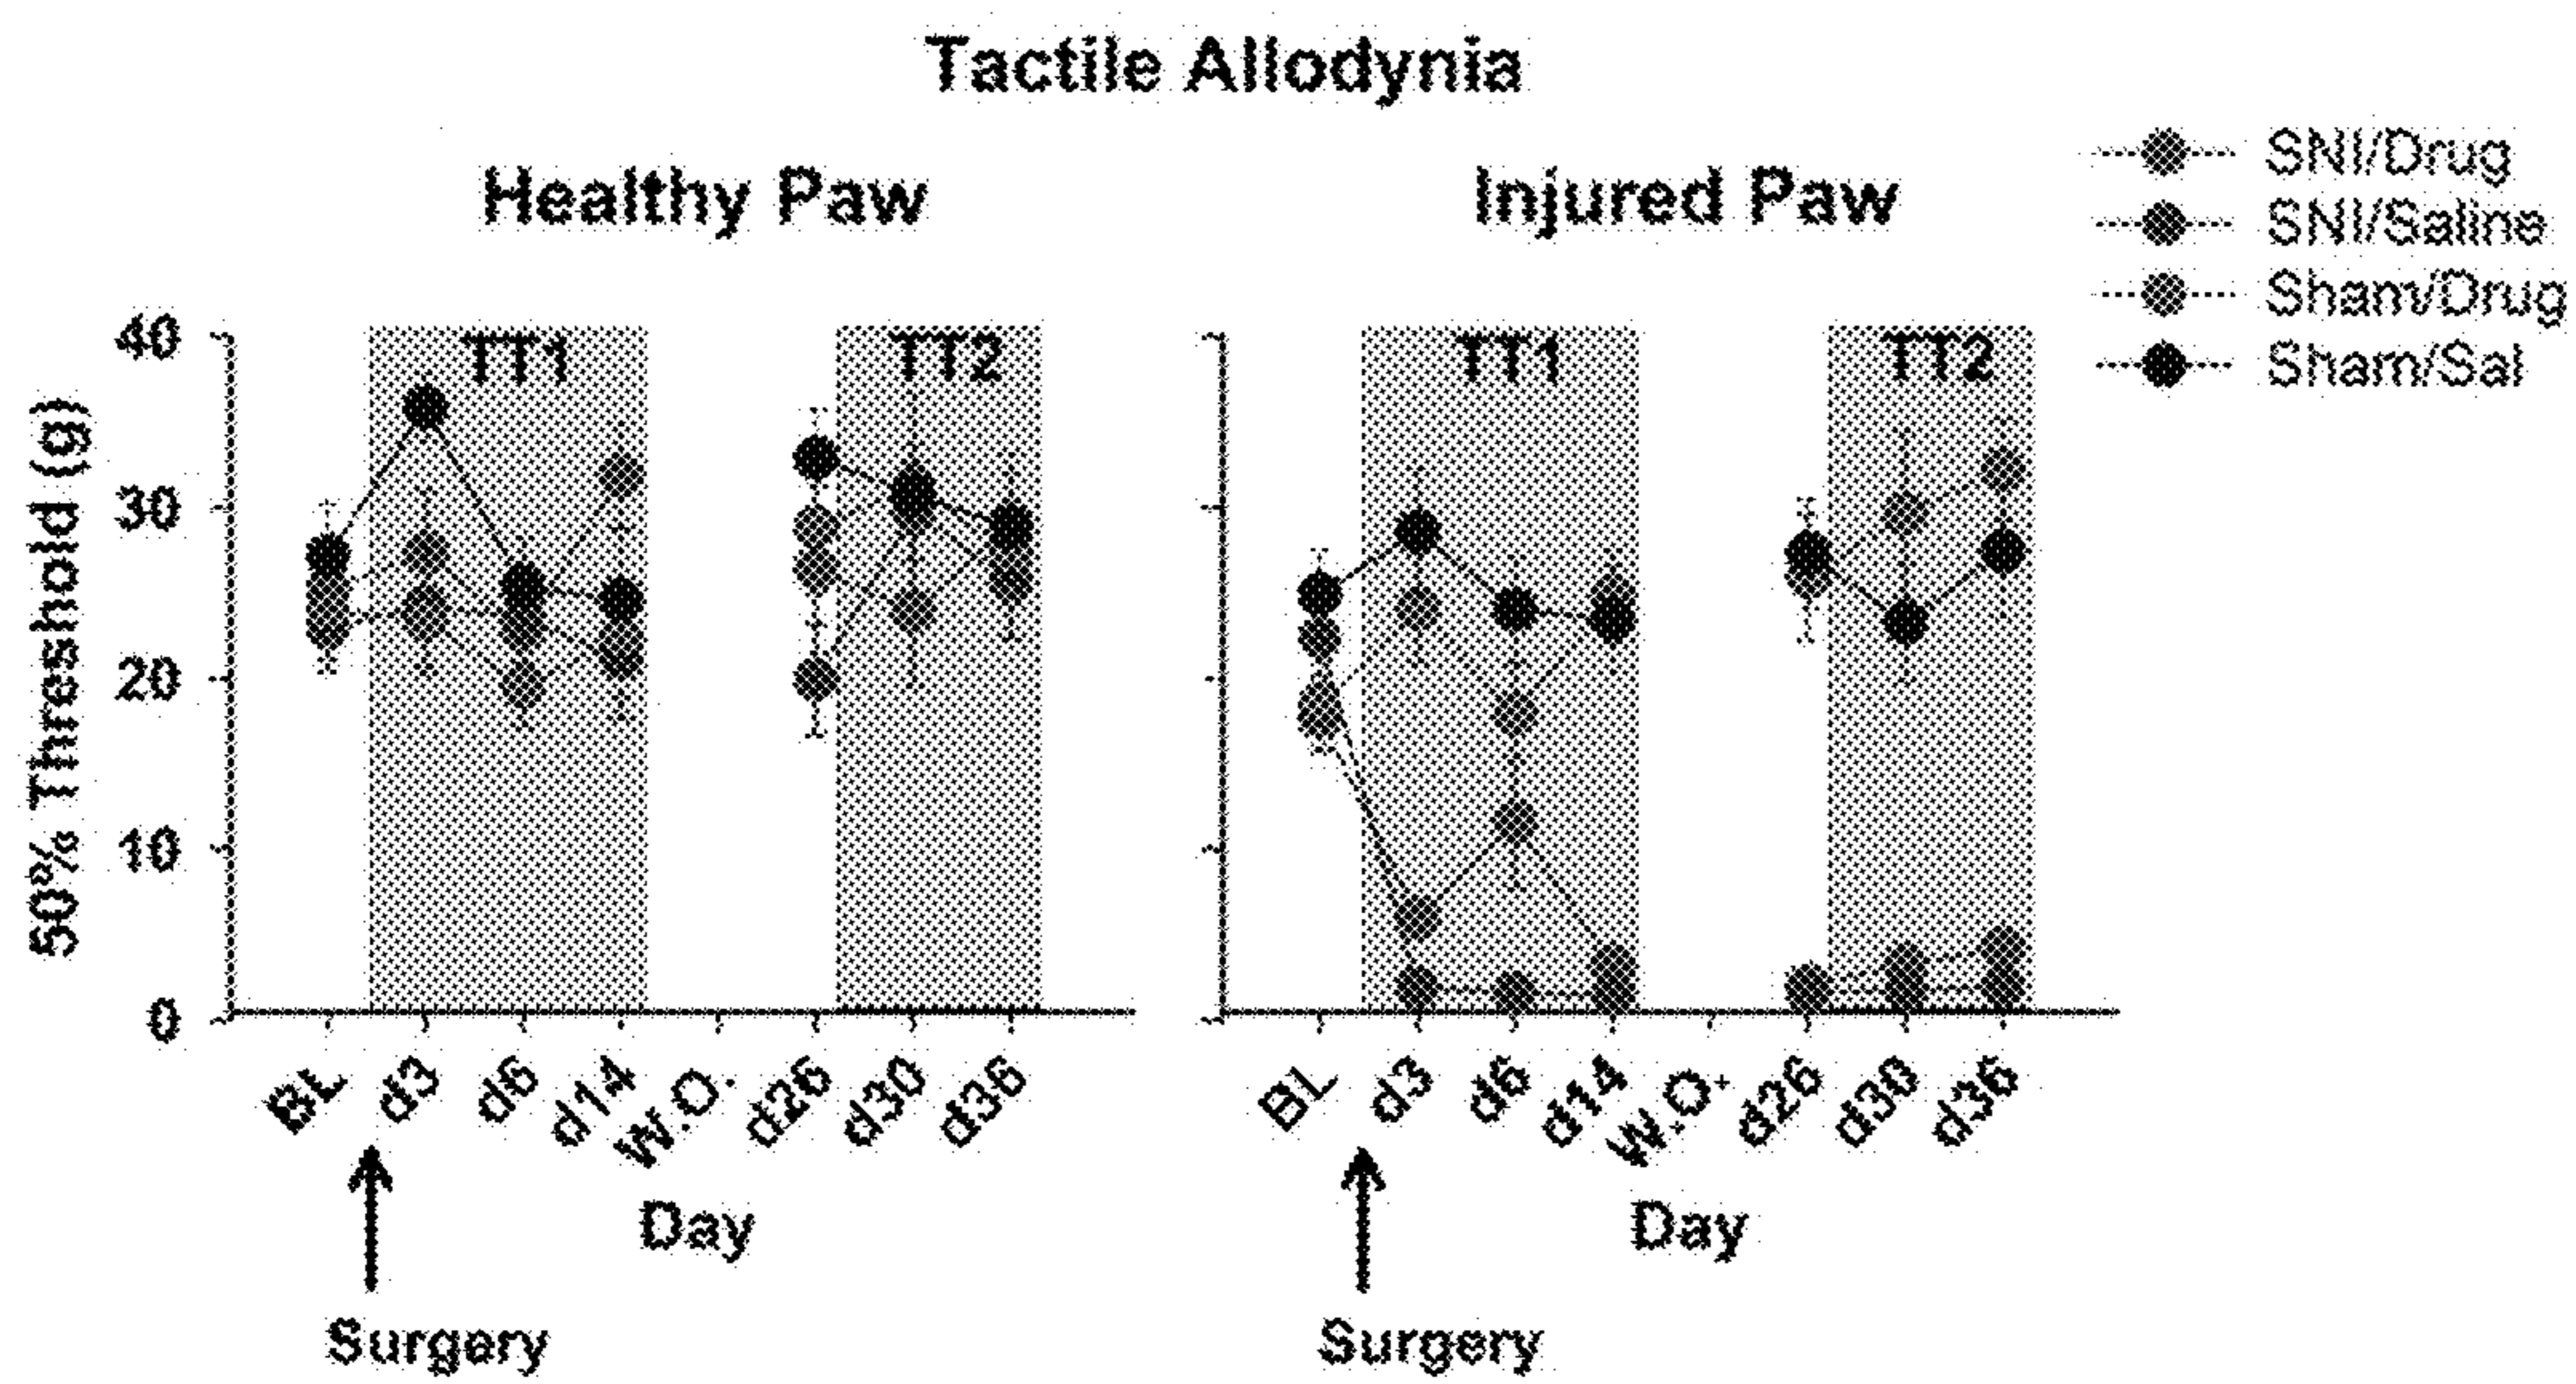 Tactile Allodynia
Healthy Paw
Injured Paw
SNI/Drug
SNI/Saline
Sham/Drug
Sham/Sal
50% Threshold (g)
40
30
20
10
0
TT1
TT2
TT1
TT2
BL
d3
d6
d14
W.O.
d26
d30
d36
BL
d3
d6
d14
W.O.
d26
d30
d36
Day
Day
Surgery
Surgery